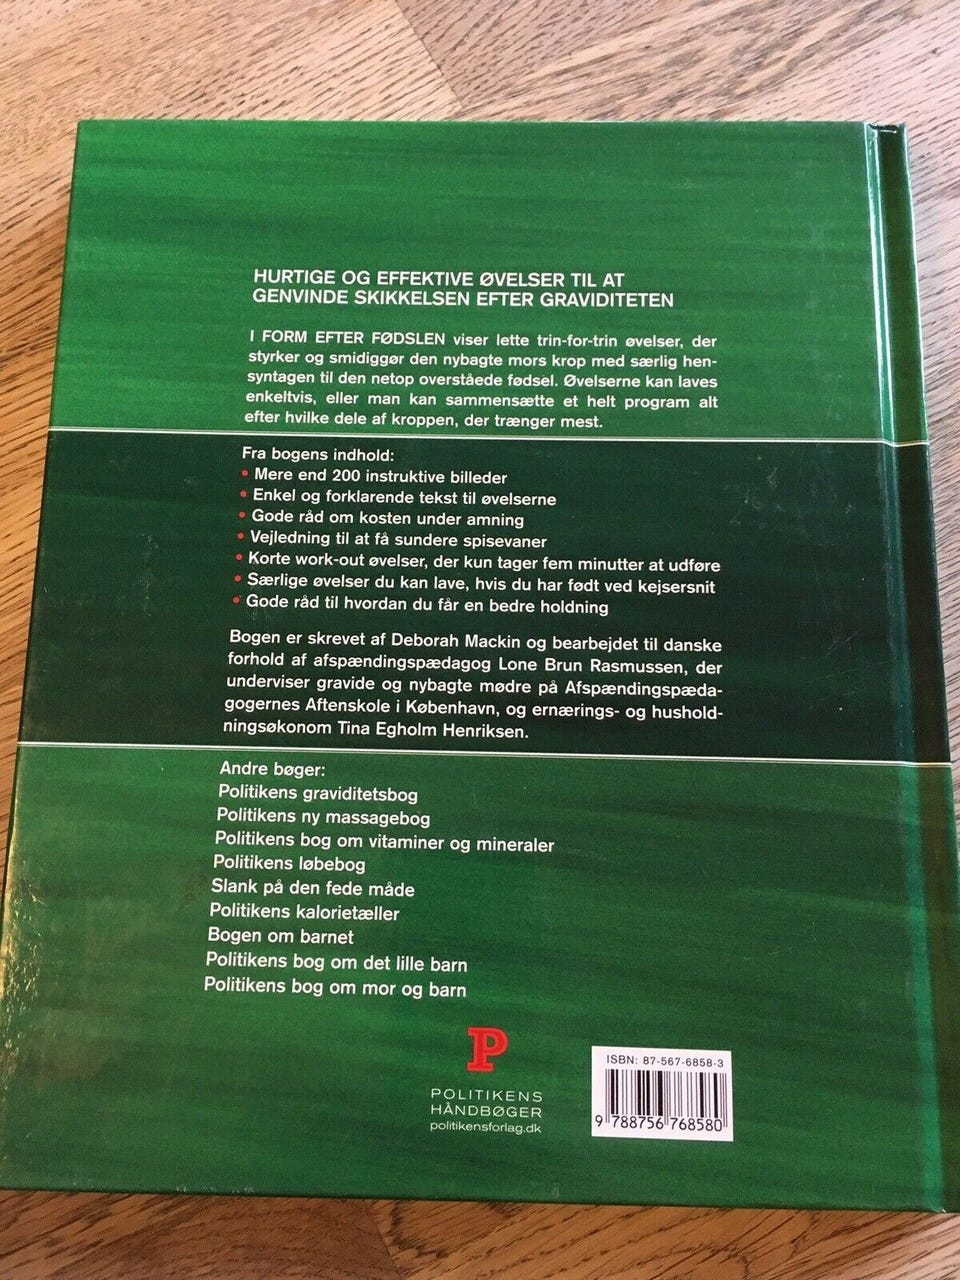 HURTIGE OG EFFEKTIVE ØVELSER TIL AT
GENVINDE SKIKKELSEN EFTER GRAVIDITETEN
I FORM EFTER FØDSLEN viser lette trin-for-trin øvelser, der
styrker og smidiggør den nybagte mors krop med særlig hen-
syntagen til den netop overståede fødsel. Øvelserne kan laves
enkeltvis, eller man kan sammensætte et helt program alt
efter hvilke dele af kroppen, der trænger mest.
Fra bogens indhold:
• Mere end 200 instruktive billeder
• Enkel og forklarende tekst til øvelserne
• Gode råd om kosten under amning
• Vejledning til at få sundere spisevaner
• Korte work-out øvelser, der kun tager fem minutter at udføre
• Særlige øvelser du kan lave, hvis du har født ved kejsersnit
• Gode råd til hvordan du får en bedre holdning
Bogen er skrevet af Deborah Mackin og bearbejdet til danske
forhold af afspændingspædagog Lone Brun Rasmussen, der
underviser gravide og nybagte mødre på Afspændingspæda-
gogernes Aftenskole i København, og ernærings- og hushold-
ningsøkonom Tina Egholm Henriksen.
Andre bøger:
Politikens graviditetsbog
Politikens ny massagebog
Politikens bog om vitaminer og mineraler
Politikens løbebog
Slank på den fede måde
Politikens kalorietæller
Bogen om barnet
Politikens bog om det lille barn
Politikens bog om mor og barn
P
POLITIKENS
HÅNDBØGER
politikensforlag.dk
ISBN: 87-567-6858-3
9 788756 768580